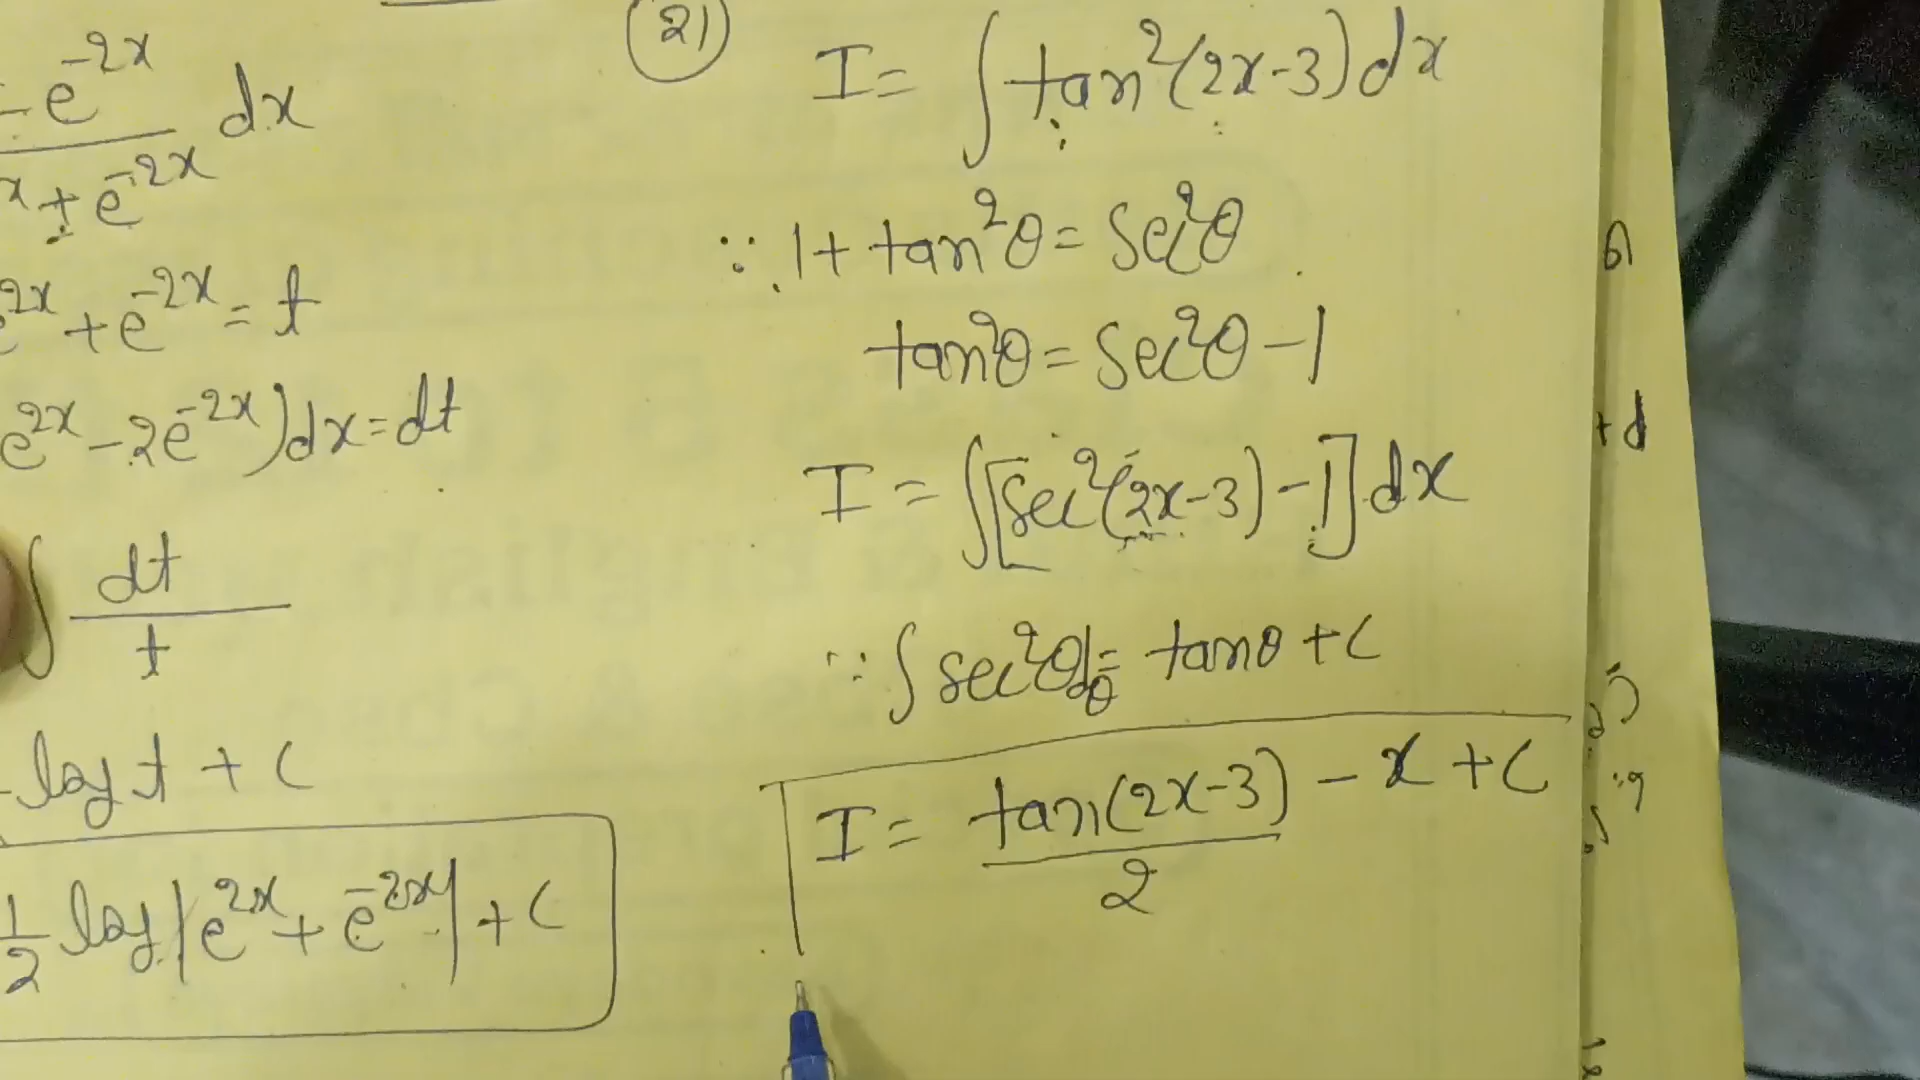 - e^{-2x} dx
x + e^{-2x}
e^{2x} + e^{-2x} = t
e^{2x} - 2e^{-2x}) dx = dt
∫ dt
t
log t + C
1/2 log |e^{2x} + e^{-2x}| + C
21
I = ∫ tan²(2x-3) dx
∵ 1 + tan²θ = Sec²θ
tan²θ = Sec²θ - 1
I = ∫[Sec²(2x-3) - 1] dx
∵ ∫ sec²θ dθ = tanθ + C
I = tan(2x-3) - x + C
2